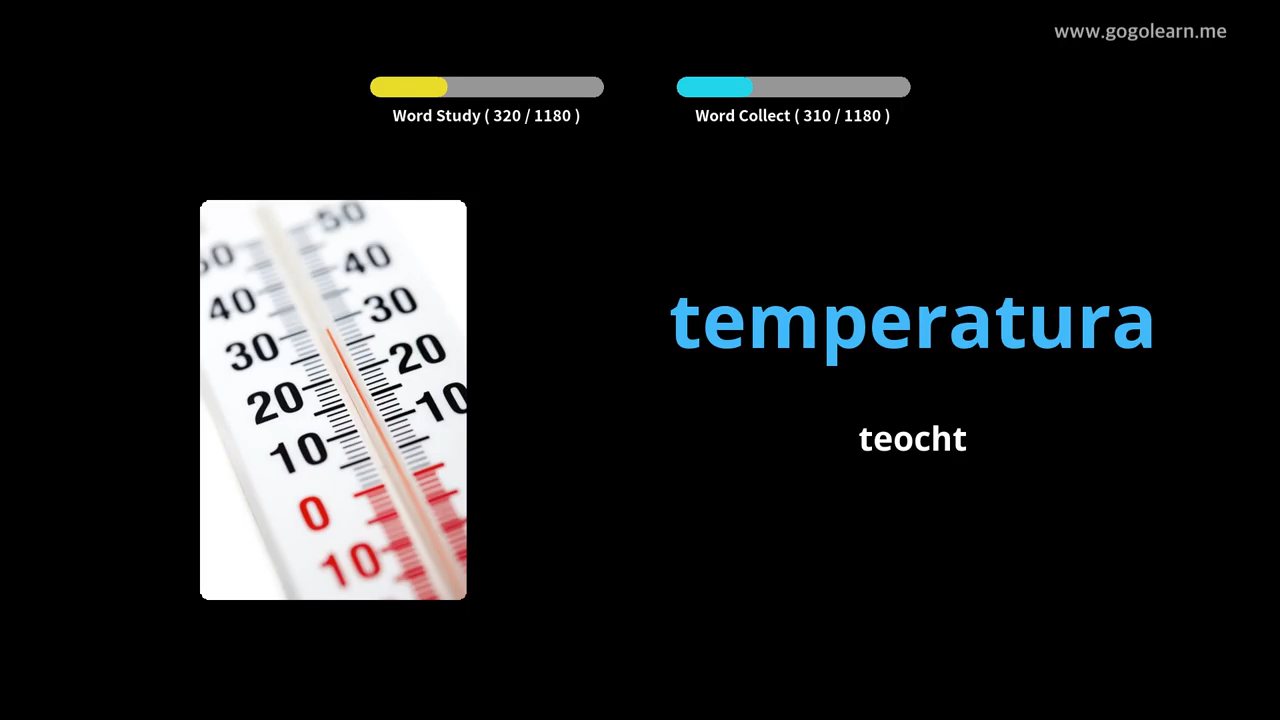 www.gogolearn.me
Word Study ( 320 / 1180 )
Word Collect ( 310 / 1180 )
50
40
40
30
30
20
20
10
10
0
10
temperatura
teocht